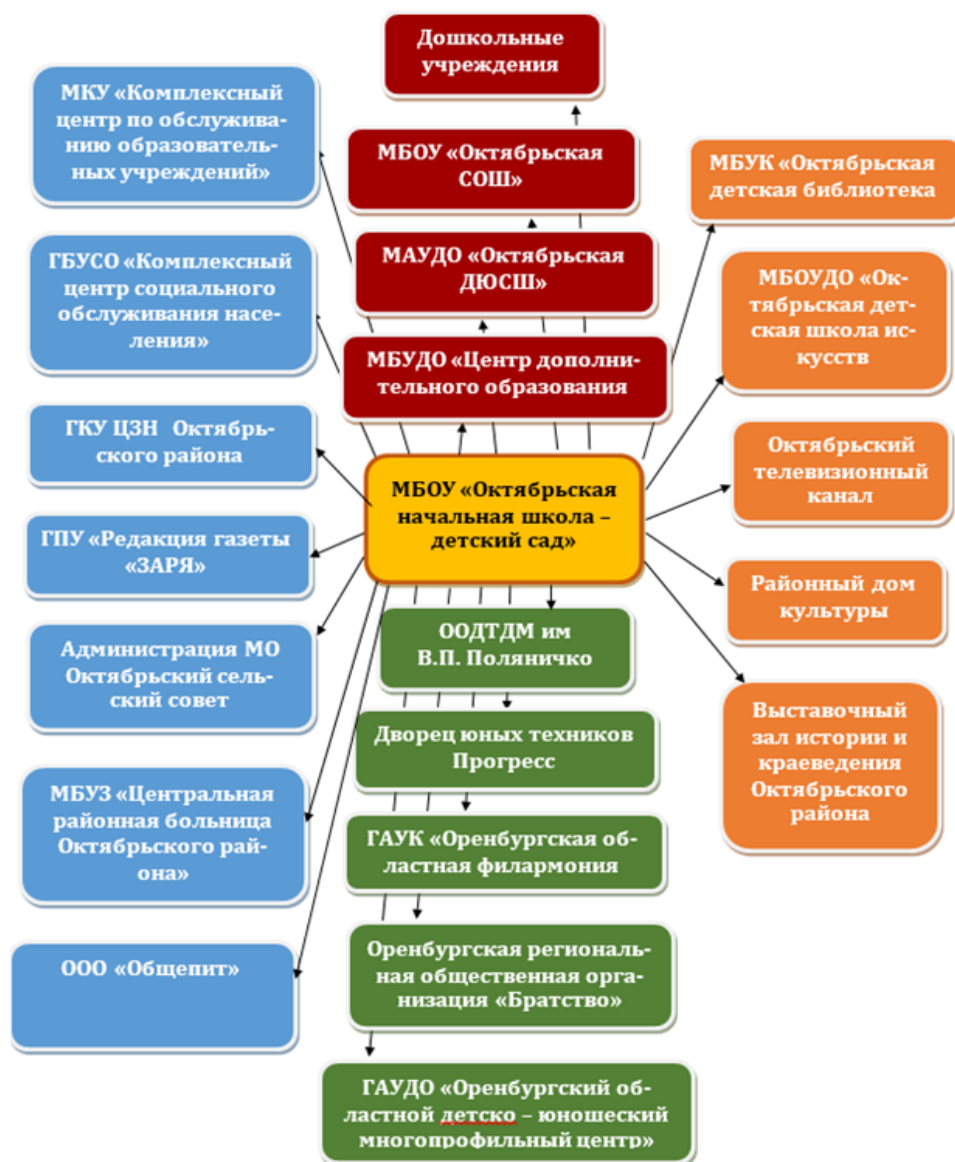 Дошкольные
учреждения
МКУ «Комплексный
центр по обслужива-
нию образователь-
ных учреждений»
МБОУ «Октябрьская
СОШ»
МБУК «Октябрьская
детская библиотека
ГБУСО «Комплексный
центр социального
обслуживания насе-
ления»
МАУДО «Октябрьская
ДЮСШ»
МБОУДО «Ок-
тябрьская дет-
ская школа ис-
кусств
МБУДО «Центр дополни-
тельного образования
ГКУ ЦЗН Октябрь-
ского района
Октябрьский
телевизионный
канал
МБОУ «Октябрьская
начальная школа –
детский сад»
ГПУ «Редакция газеты
«ЗАРЯ»
Районный дом
культуры
ООДТДМ им
В.П. Поляничко
Администрация МО
Октябрьский сель-
ский совет
Выставочный
зал истории и
краеведения
Октябрьского
района
Дворец юных техников
Прогресс
МБУЗ «Центральная
районная больница
Октябрьского рай-
она»
ГАУК «Оренбургская об-
ластная филармония
ООО «Общепит»
Оренбургская региональ-
ная общественная орга-
низация «Братство»
ГАУДО «Оренбургский об-
ластной детско – юношеский
многопрофильный центр»